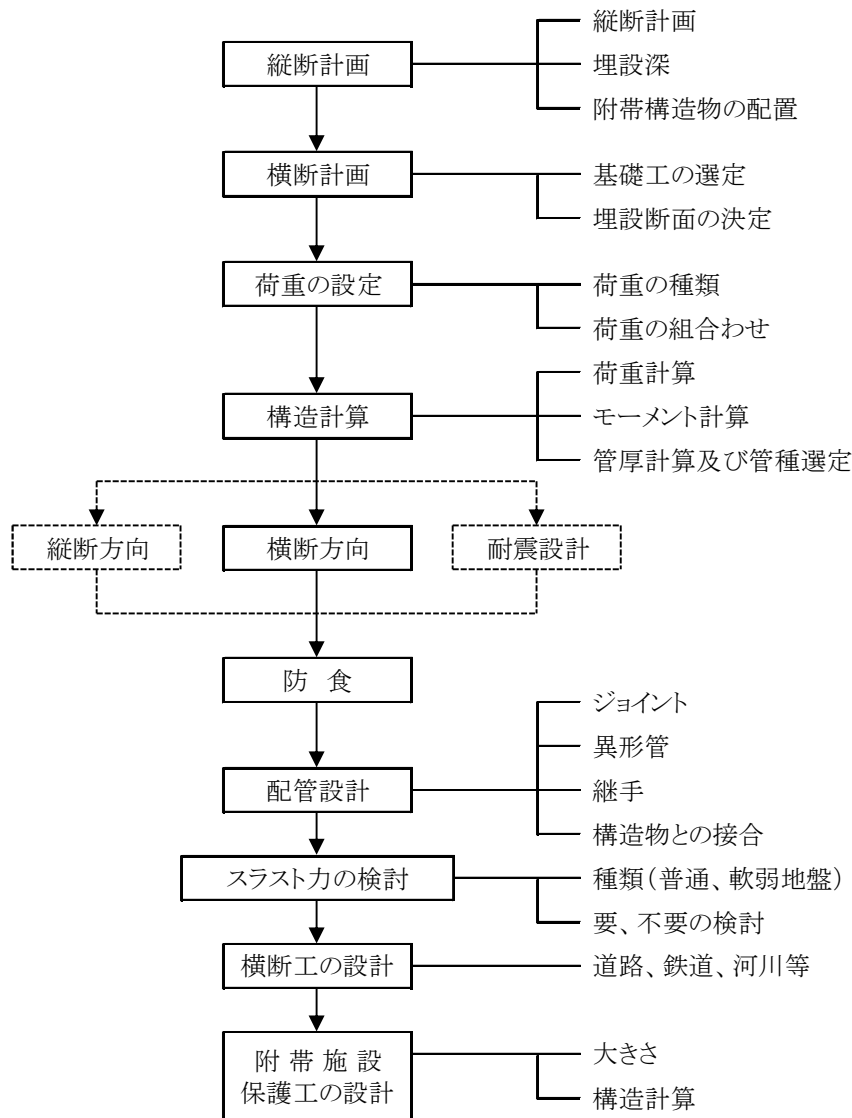 縦断計画
縦断計画
埋設深
附帯構造物の配置
横断計画
基礎工の選定
埋設断面の決定
荷重の設定
荷重の種類
荷重の組合わせ
構造計算
荷重計算
モーメント計算
管厚計算及び管種選定
縦断方向
横断方向
耐震設計
防 食
配管設計
ジョイント
異形管
継手
構造物との接合
スラスト力の検討
種類(普通、軟弱地盤)
要、不要の検討
横断工の設計
道路、鉄道、河川等
附 帯 施 設
保護工の設計
大きさ
構造計算